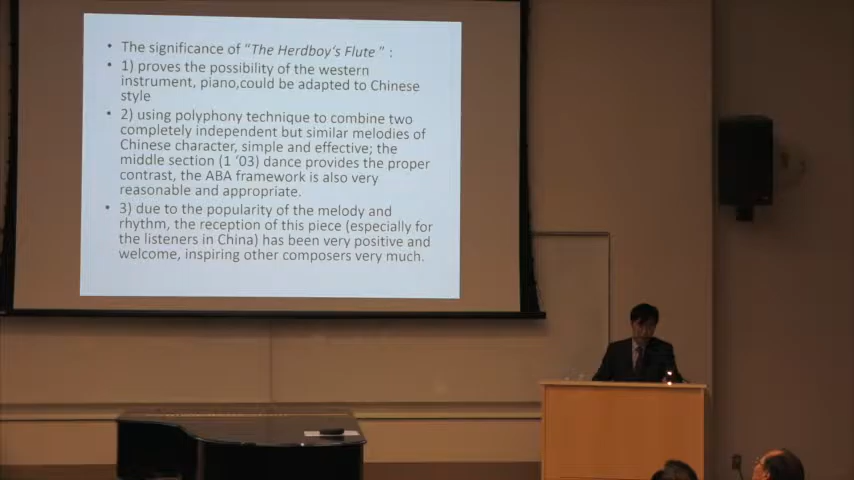 • The significance of "The Herdboy's Flute " :
• 1) proves the possibility of the western
instrument, piano,could be adapted to Chinese
style
• 2) using polyphony technique to combine two
completely independent but similar melodies of
Chinese character, simple and effective; the
middle section (1 '03) dance provides the proper
contrast, the ABA framework is also very
reasonable and appropriate.
• 3) due to the popularity of the melody and
rhythm, the reception of this piece (especially for
the listeners in China) has been very positive and
welcome, inspiring other composers very much.